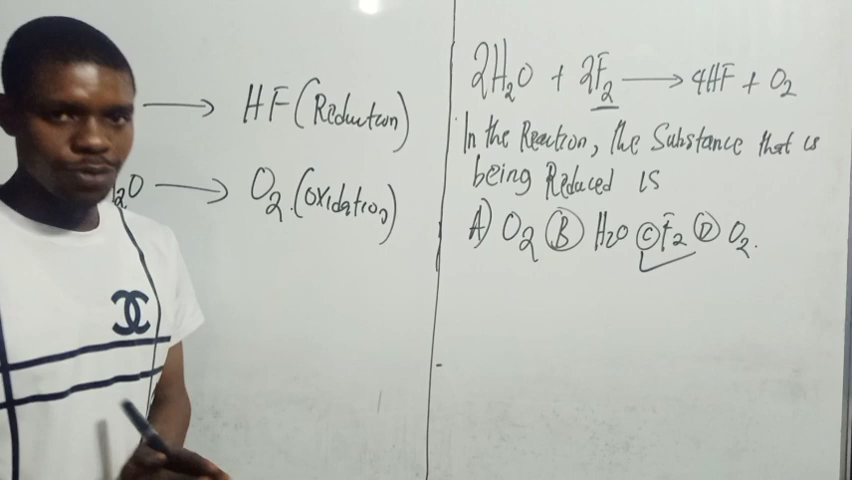 → HF (Reduction)
2O → O2. (oxidation)
2H2O + 2F2 → 4HF + O2
In the Reaction, the Substance that is
being Reduced is
A) O2 (B) H2O (C) F2 (D) O2.